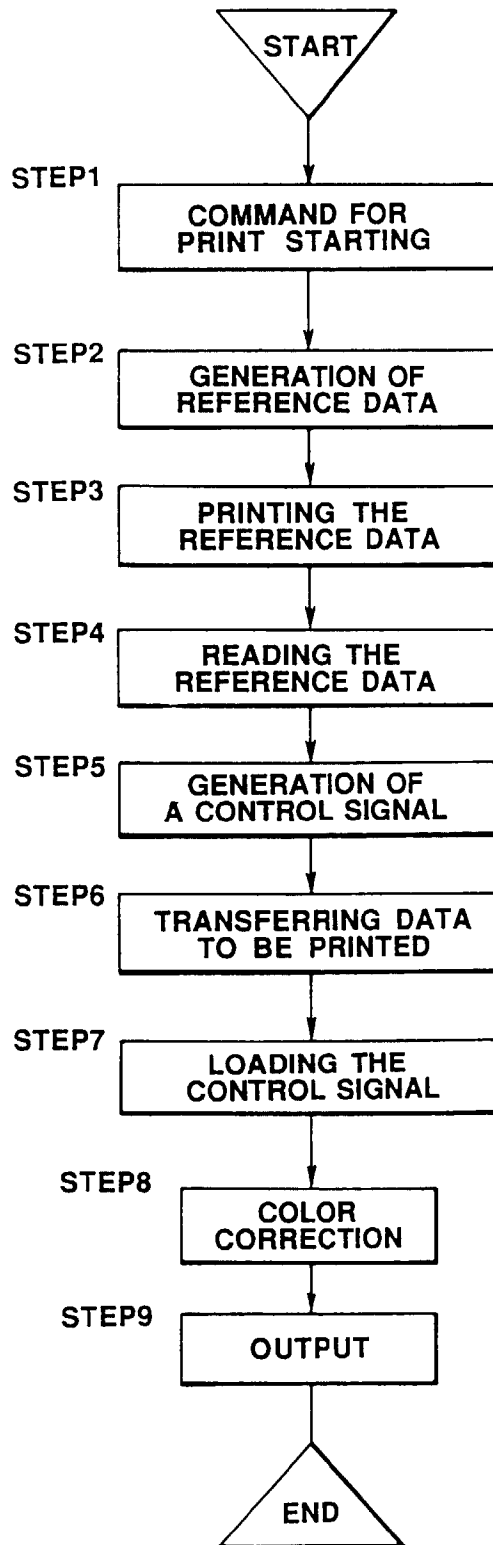 START
STEP1
COMMAND FOR
PRINT STARTING
STEP2
GENERATION OF
REFERENCE DATA
STEP3
PRINTING THE
REFERENCE DATA
STEP4
READING THE
REFERENCE DATA
STEP5
GENERATION OF
A CONTROL SIGNAL
STEP6
TRANSFERRING DATA
TO BE PRINTED
STEP7
LOADING THE
CONTROL SIGNAL
STEP8
COLOR
CORRECTION
STEP9
OUTPUT
END